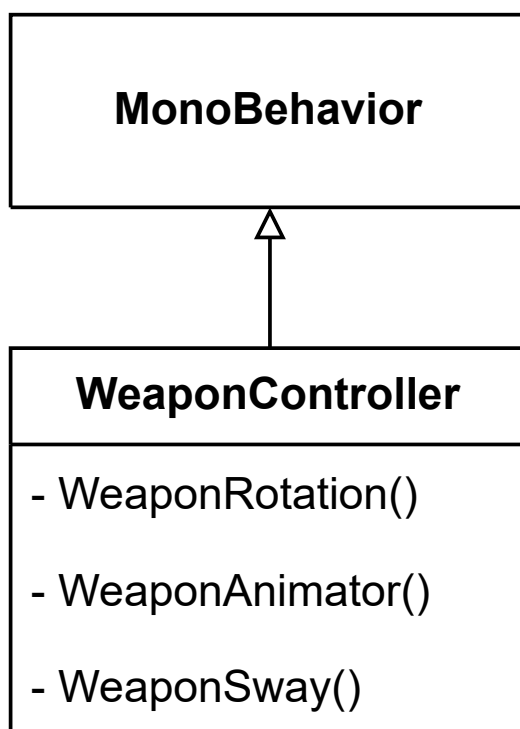 MonoBehavior
WeaponController
- WeaponRotation()
- WeaponAnimator()
- WeaponSway()